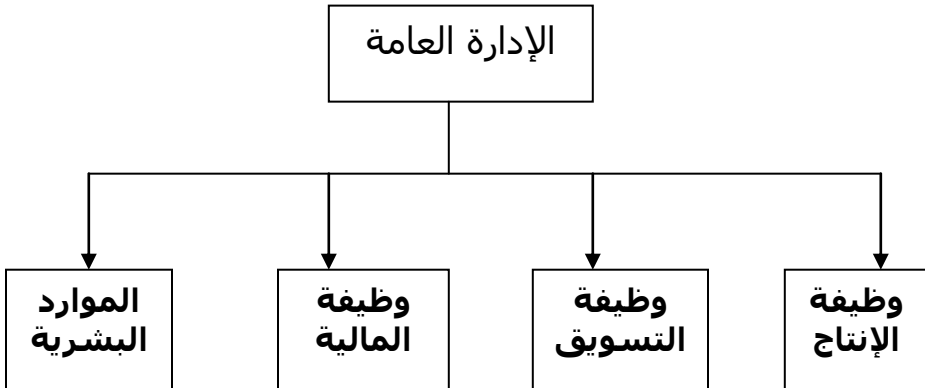 الإدارة العامة
وظيفة
الإنتاج
وظيفة
التسويق
وظيفة
المالية
الموارد
البشرية